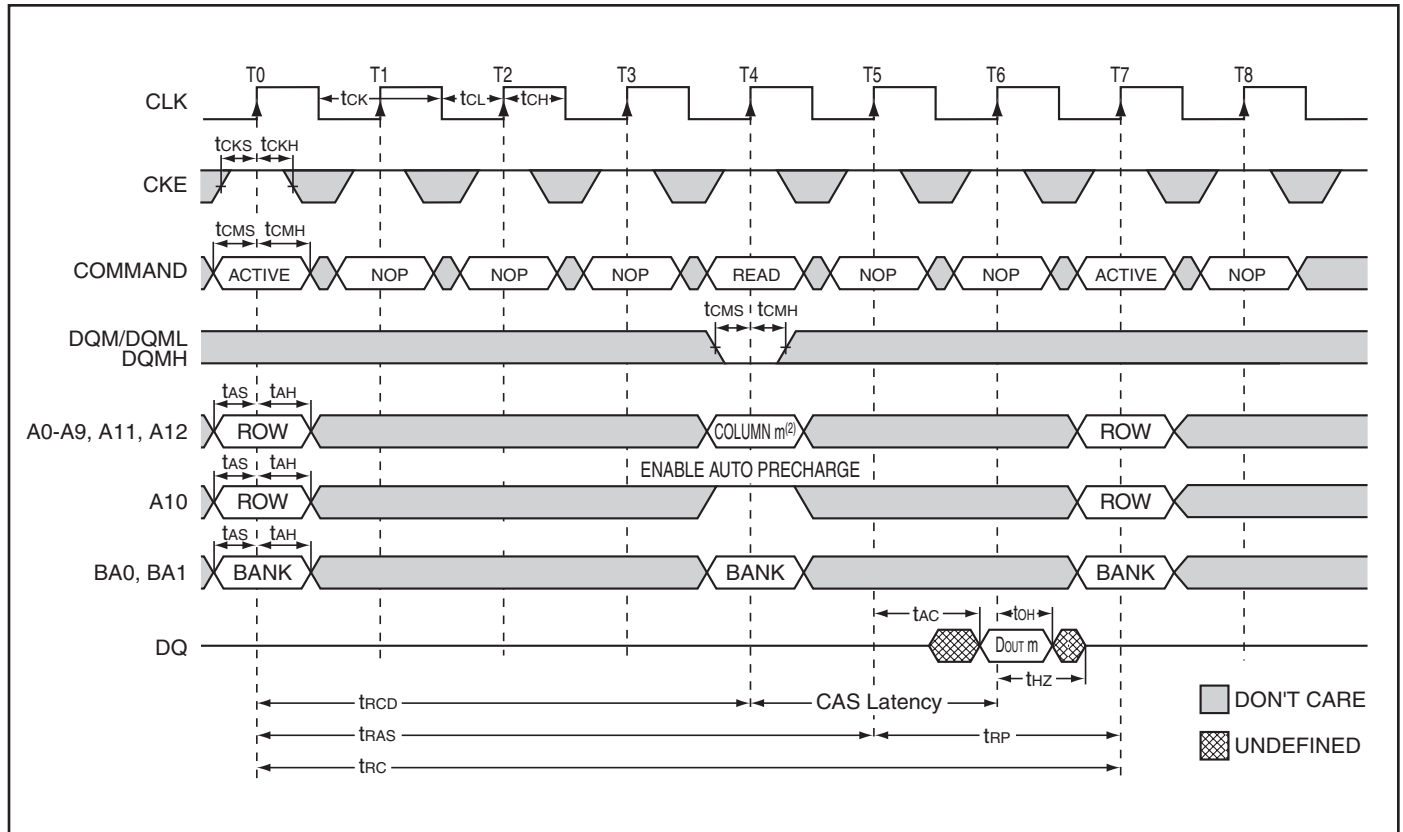 T0 T1 T2 T3 T4 T5 T6 T7 T8
CLK
tCK tCL tCH
tCKS tCKH
CKE
tCMS tCMH
COMMAND ACTIVE NOP NOP NOP READ NOP NOP ACTIVE NOP
tCMS tCMH
DQM/DQML
DQMH
tAS tAH
A0-A9, A11, A12 ROW COLUMN m(2) ROW
tAS tAH ENABLE AUTO PRECHARGE
A10 ROW ROW
tAS tAH
BA0, BA1 BANK BANK BANK
tAC tOH
DQ DOUT m
tHZ
tRCD CAS Latency
tRAS tRP
tRC
DON'T CARE
UNDEFINED